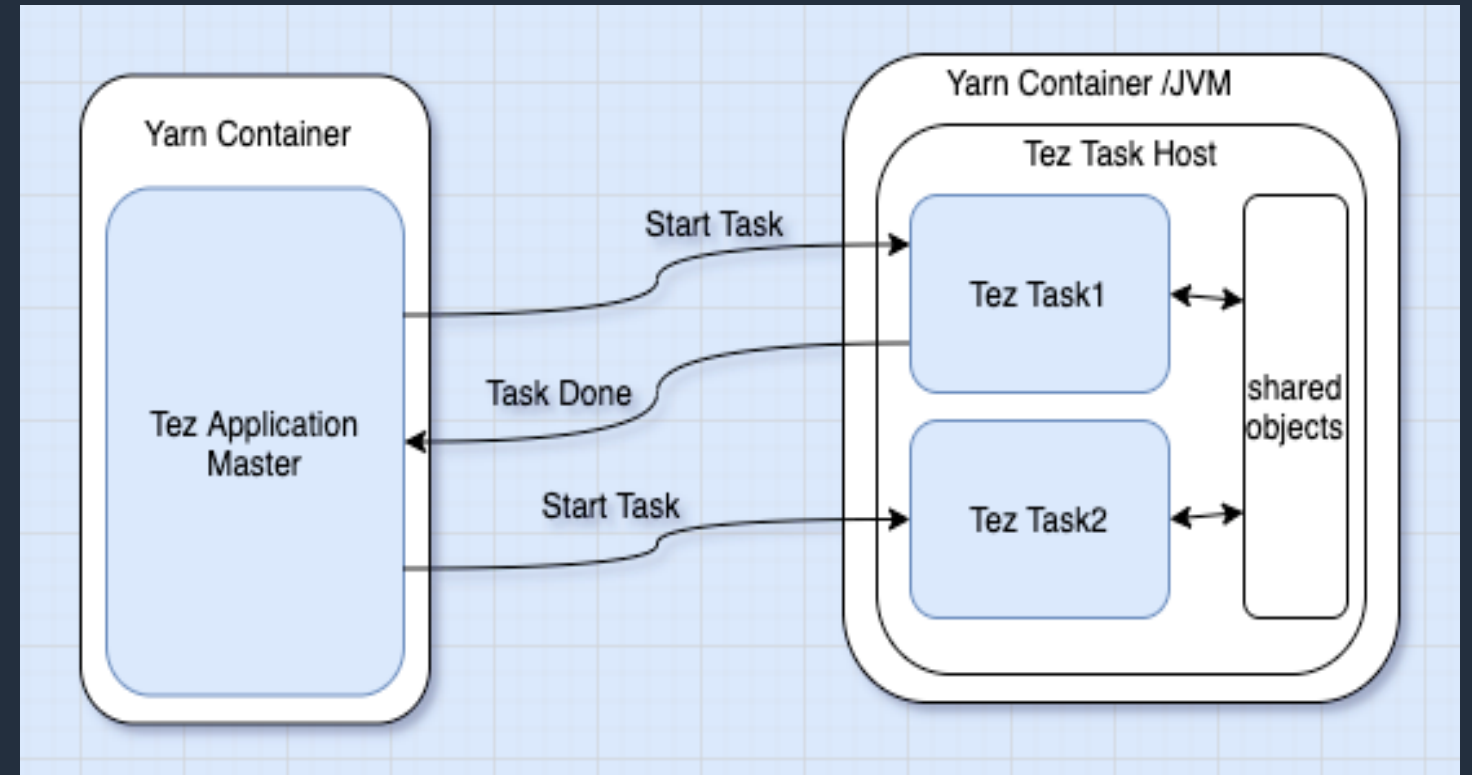 Yarn Container
Tez Application
Master
Start Task
Task Done
Start Task
Yarn Container /JVM
Tez Task Host
Tez Task1
Tez Task2
shared
objects